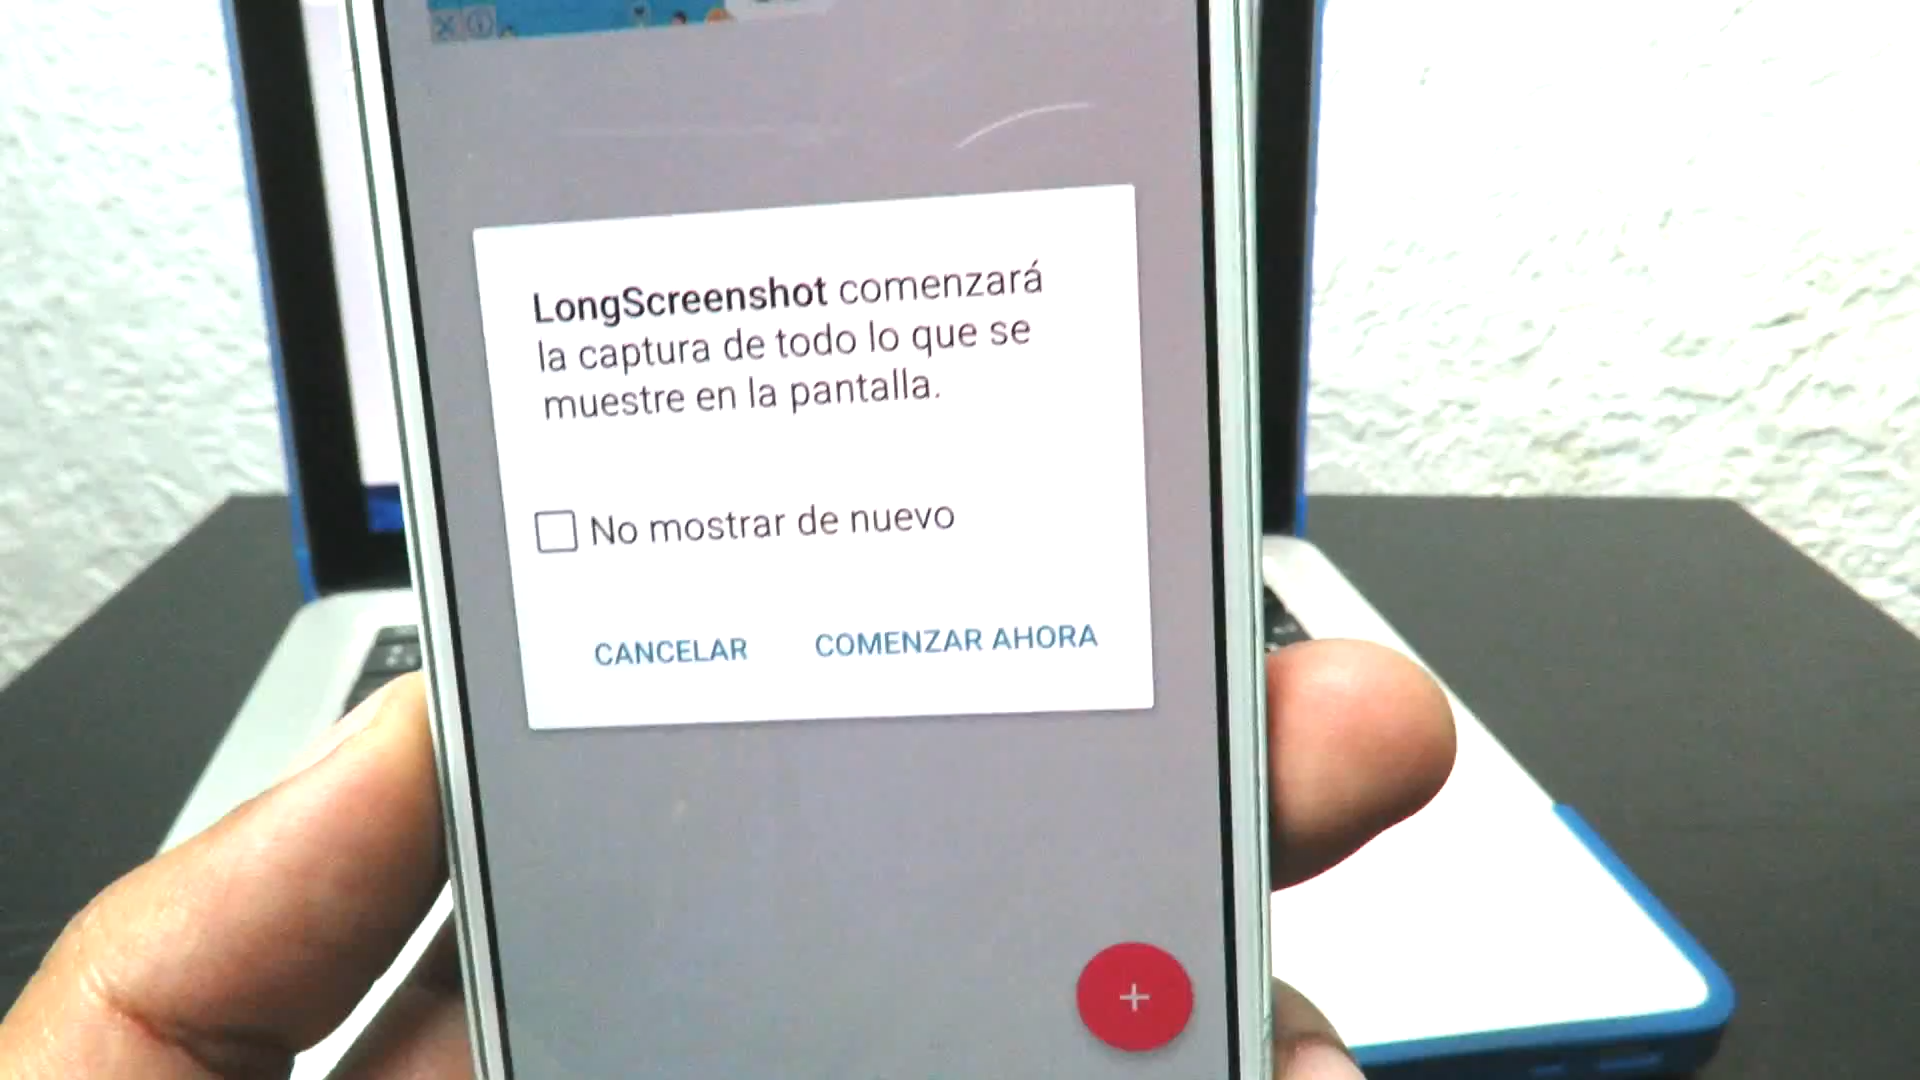 LongScreenshot comenzará
la captura de todo lo que se
muestre en la pantalla.
No mostrar de nuevo
CANCELAR COMENZAR AHORA